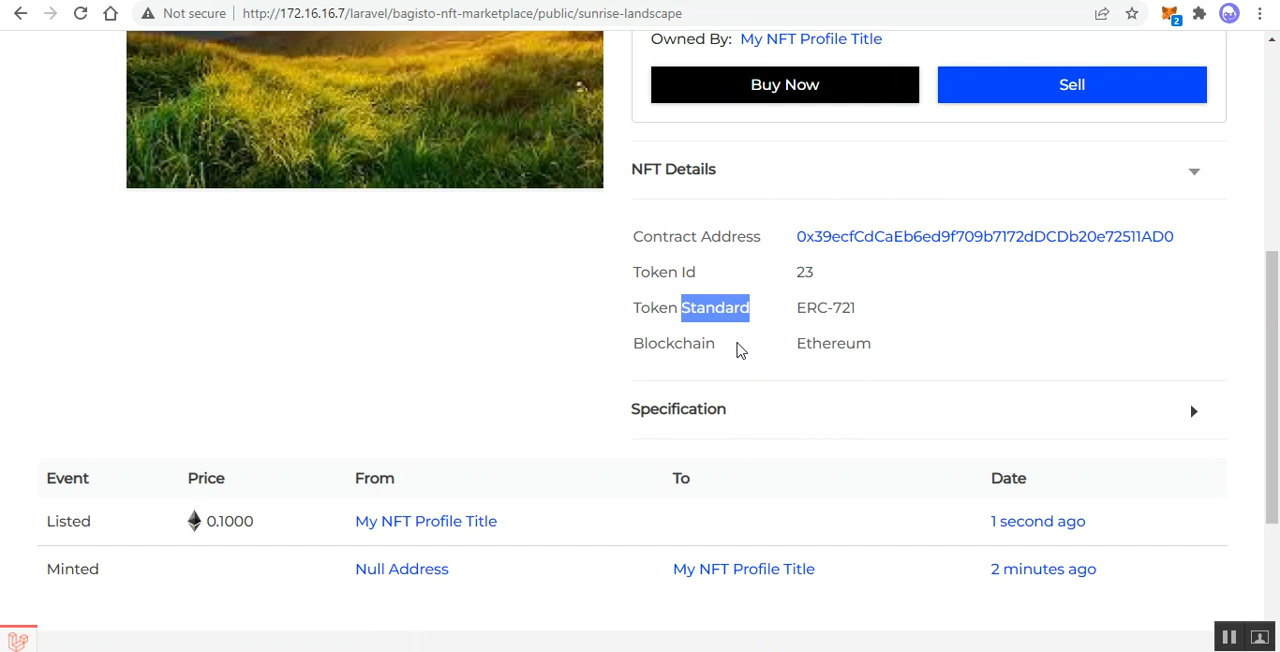 Not secure http://172.16.16.7/laravel/bagisto-nft-marketplace/public/sunrise-landscape
2
Owned By: My NFT Profile Title
Buy Now Sell
NFT Details
Contract Address 0x39ecfCdCaEb6ed9f709b7172dDCDb20e72511AD0
Token Id 23
Token Standard ERC-721
Blockchain Ethereum
Specification
Event Price From To Date
Listed 0.1000 My NFT Profile Title 1 second ago
Minted Null Address My NFT Profile Title 2 minutes ago